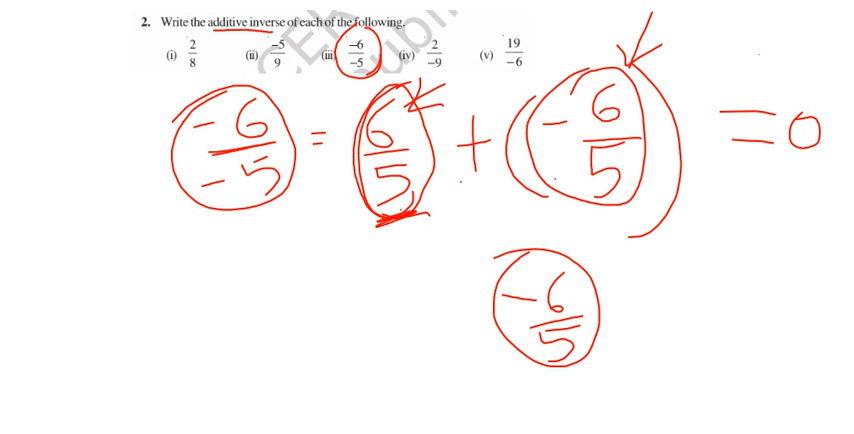 2. Write the additive inverse of each of the following.
(i) 2/8 (ii) -5/9 (iii) -6/-5 (iv) 2/-9 (v) 19/-6
-6/-5 = 6/5 + (-6/5) = 0
-6/5